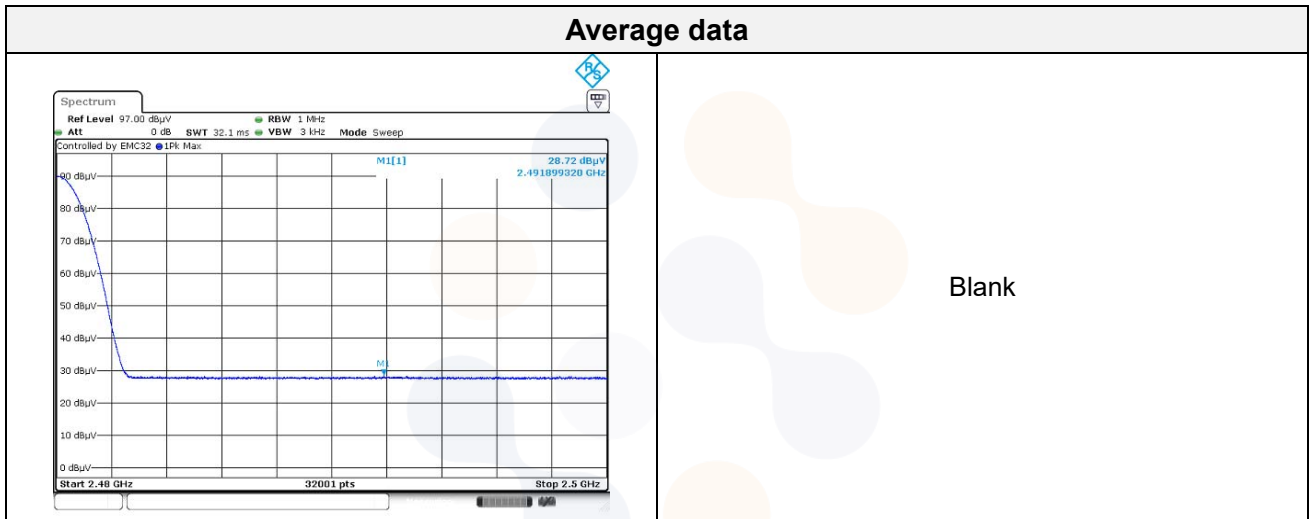 Average data
R S
Spectrum
Ref Level 97.00 dBµV RBW 1 MHz
Att 0 dB SWT 32.1 ms VBW 3 kHz Mode Sweep
Controlled by EMC32 1Pk Max
M1[1] 28.72 dBµV
2.491899320 GHz
90 dBµV
80 dBµV
70 dBµV
60 dBµV
50 dBµV
40 dBµV
30 dBµV
M1
20 dBµV
10 dBµV
0 dBµV
Start 2.48 GHz 32001 pts Stop 2.5 GHz
Blank